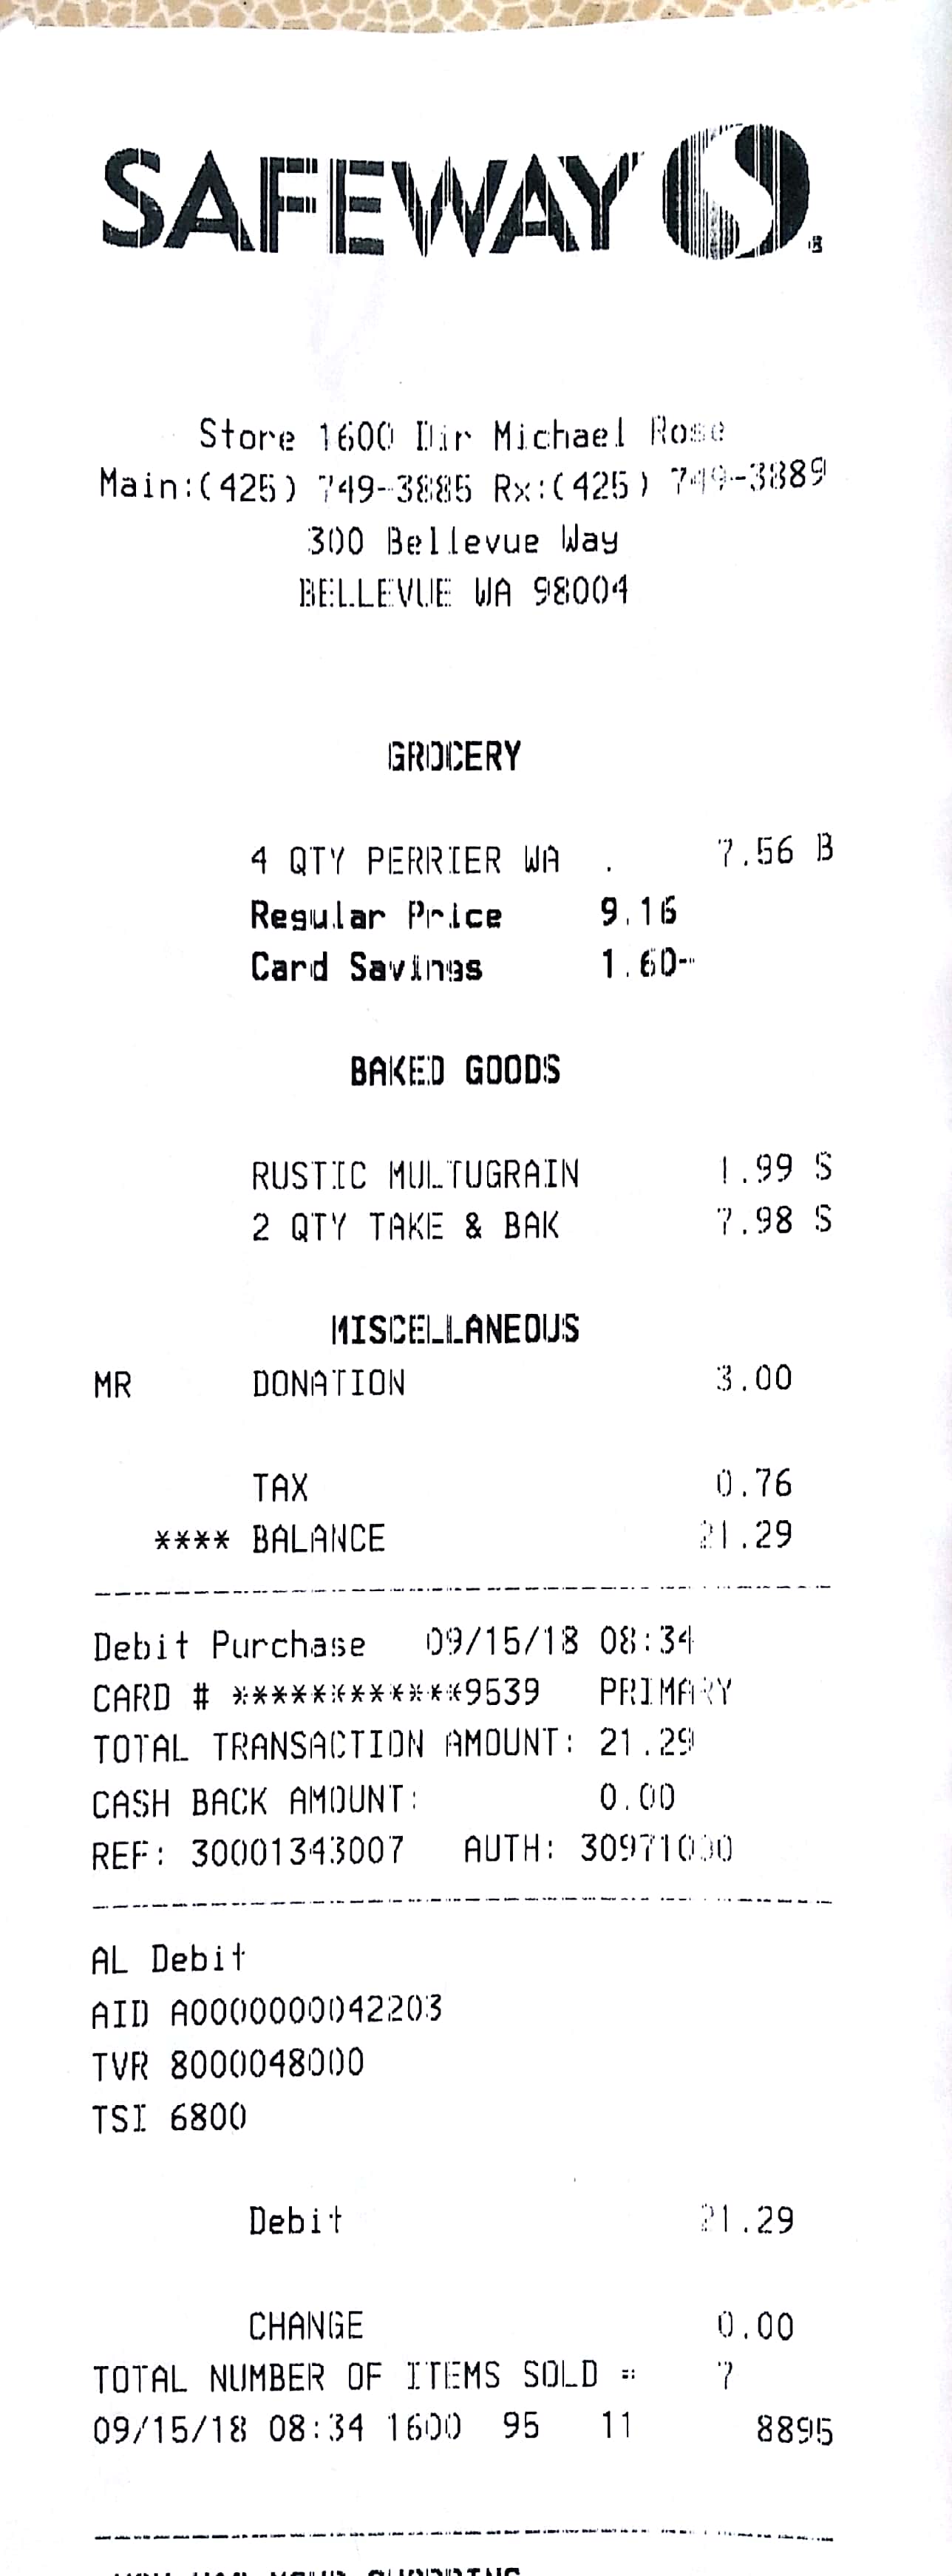 SAFEWAY
Store 1600 Dir Michael Rose
Main:(425) 749-3885 Rx:(425) 749-3889
300 Bellevue Way
BELLEVUE WA 98004
GROCERY
4 QTY PERRIER WA . 7.56 B
Regular Price 9.16
Card Savings 1.60-
BAKED GOODS
RUSTIC MULTUGRAIN 1.99 S
2 QTY TAKE & BAK 7.98 S
MISCELLANEOUS
MR DONATION 3.00
TAX 0.76
**** BALANCE 21.29
Debit Purchase 09/15/18 08:34
CARD # ************9539 PRIMARY
TOTAL TRANSACTION AMOUNT: 21.29
CASH BACK AMOUNT: 0.00
REF: 30001343007 AUTH: 30971000
AL Debit
AID A0000000042203
TVR 8000048000
TSI 6800
Debit 21.29
CHANGE 0.00
TOTAL NUMBER OF ITEMS SOLD = 7
09/15/18 08:34 1600 95 11 8895